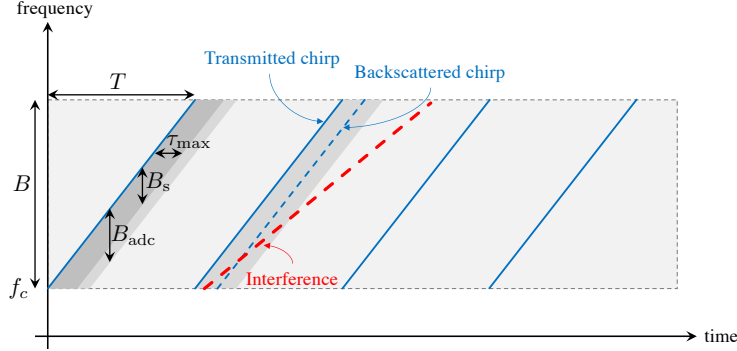 frequency
Transmitted chirp
Backscattered chirp
T
τmax
B
Bs
Badc
Interference
fc
time